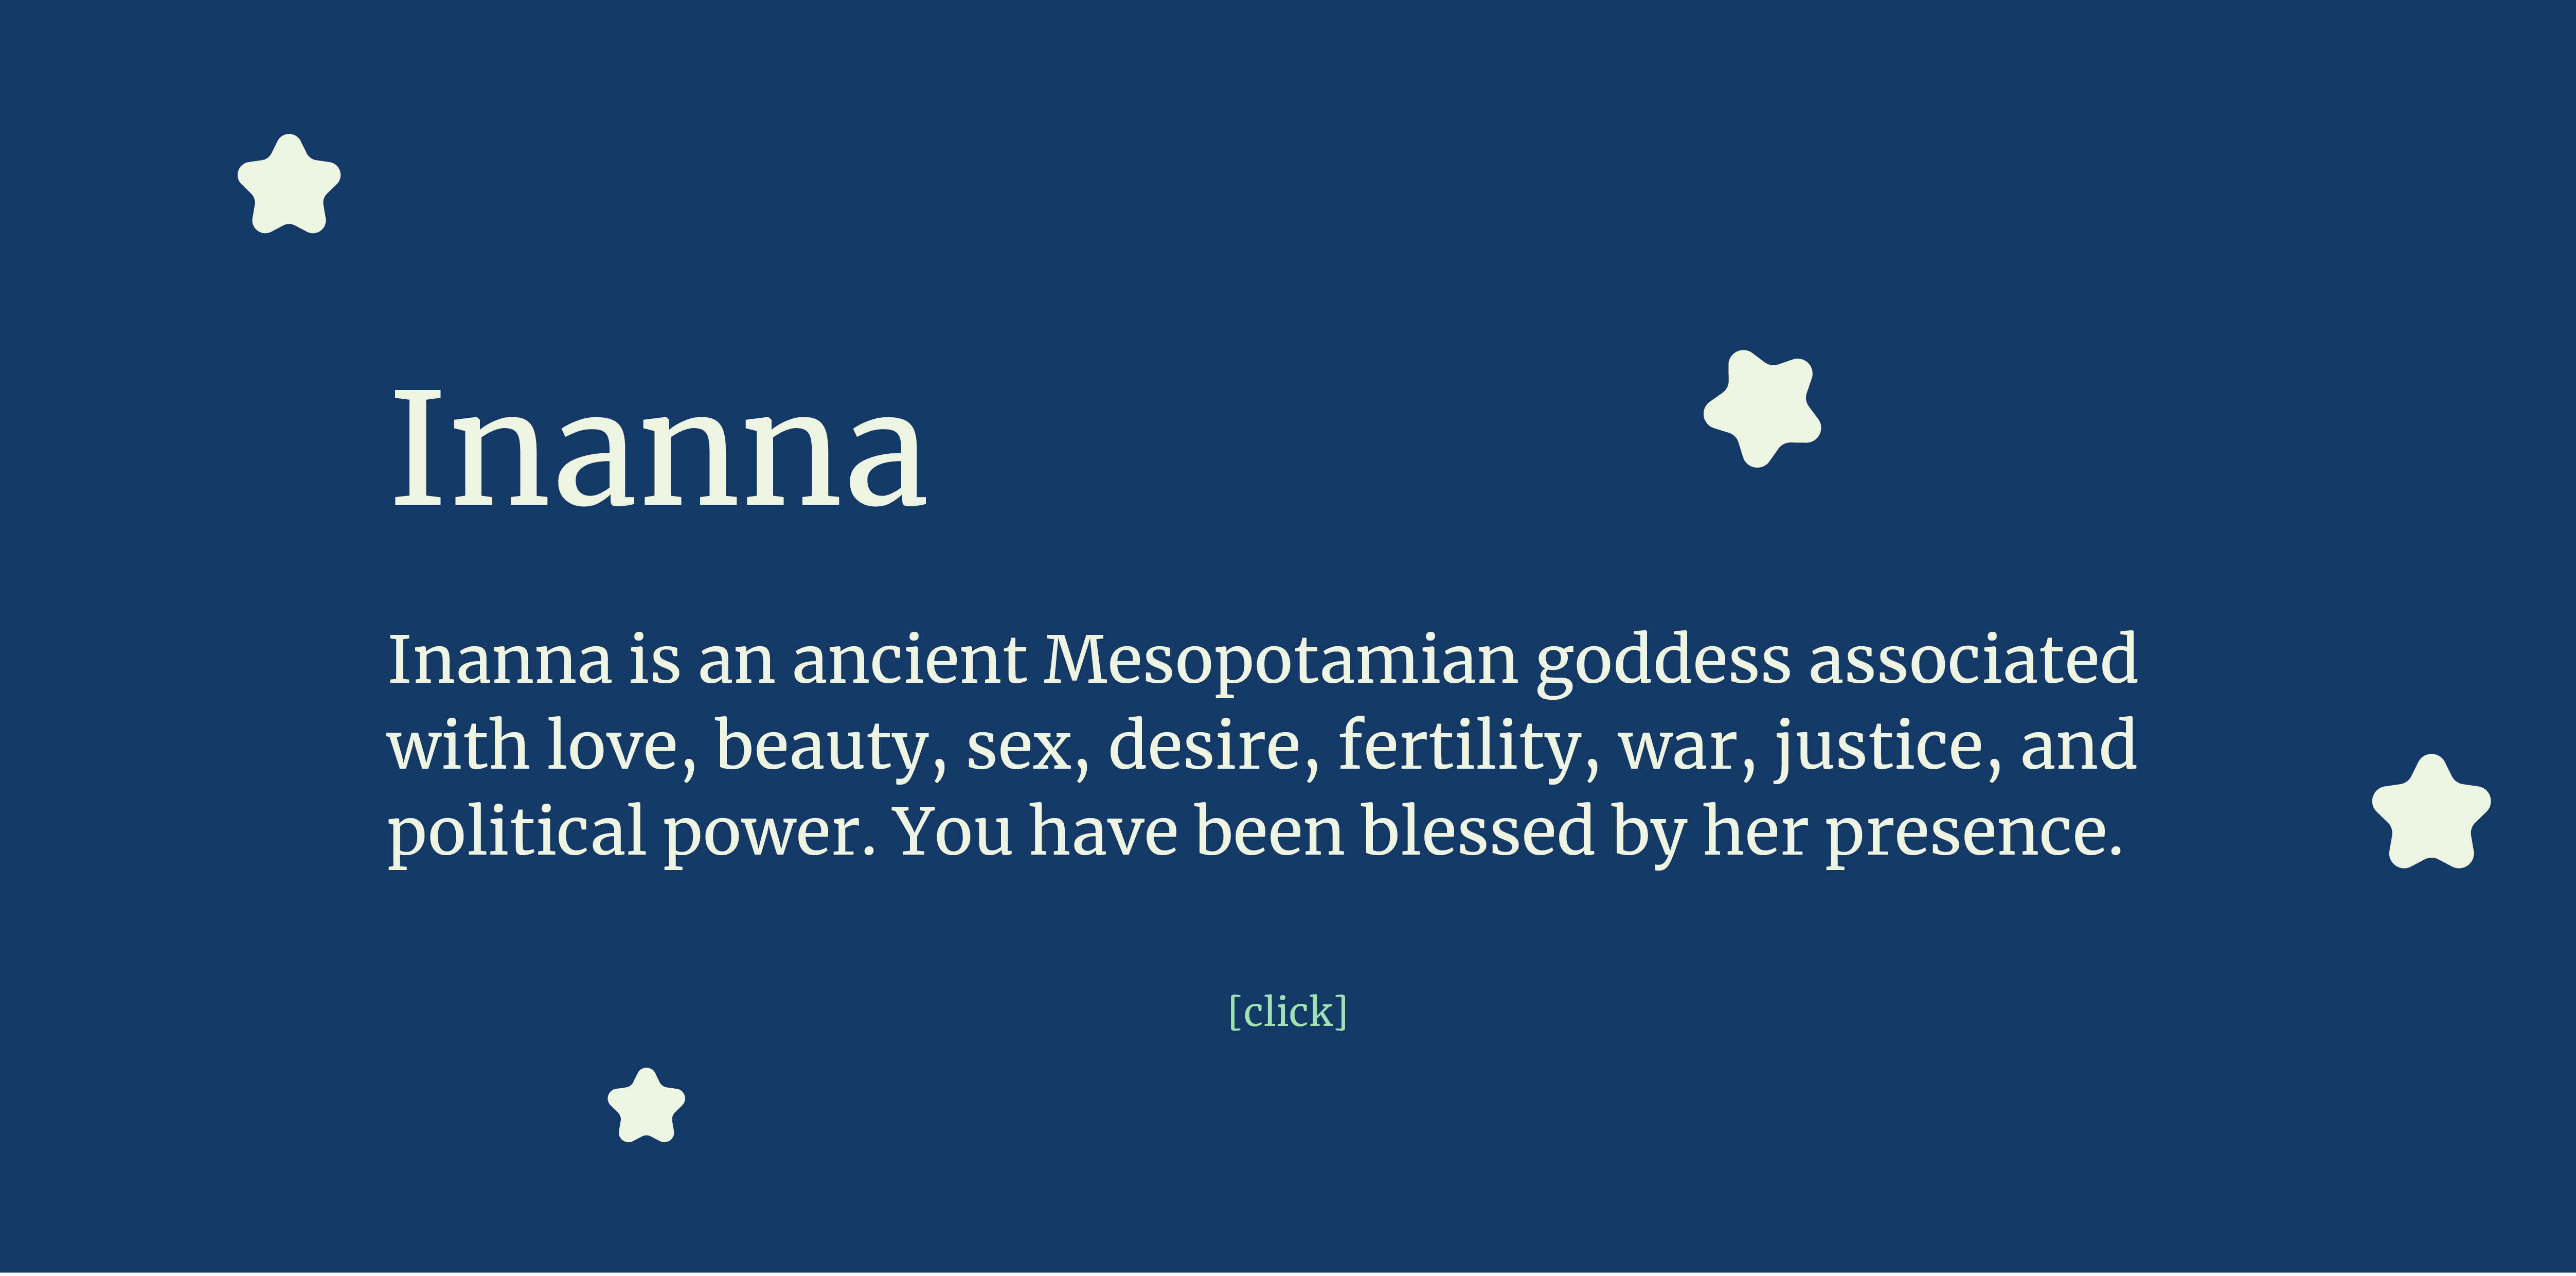 Inanna
Inanna is an ancient Mesopotamian goddess associated
with love, beauty, sex, desire, fertility, war, justice, and
political power. You have been blessed by her presence.
[click]